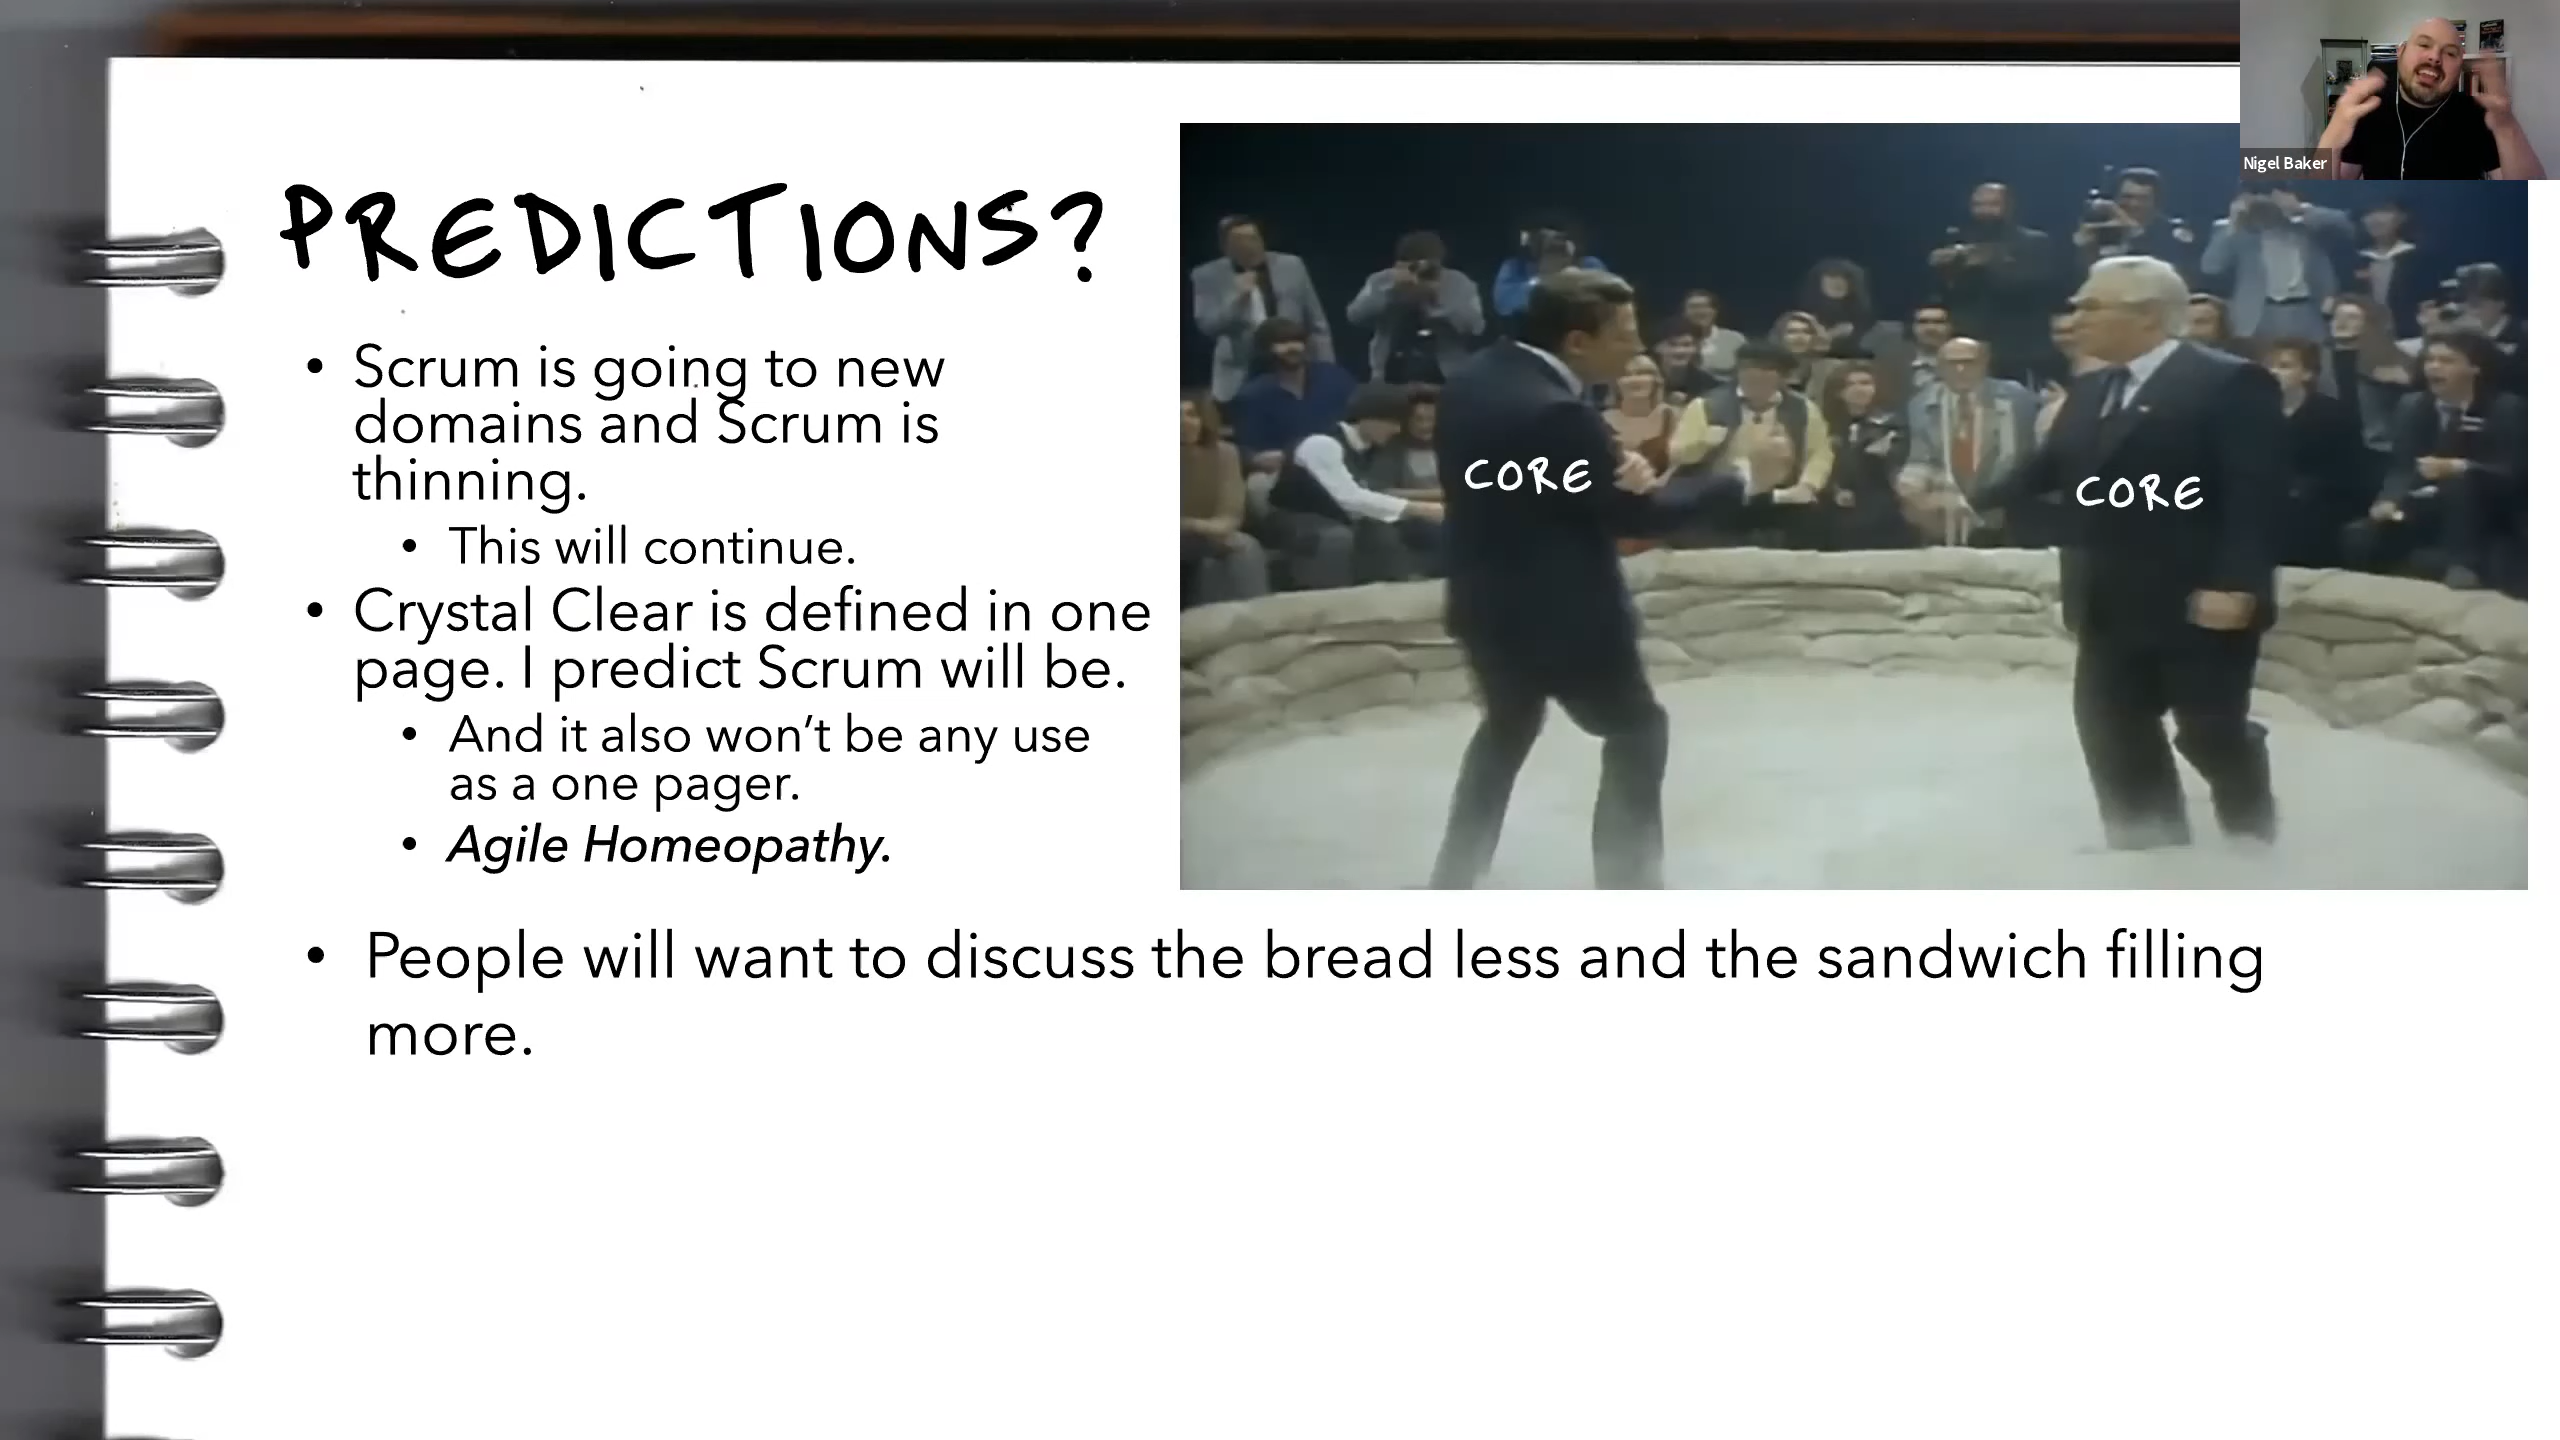 Nigel Baker
PREDICTIONS?
• Scrum is going to new
domains and Scrum is
thinning.
• This will continue.
• Crystal Clear is defined in one
page. I predict Scrum will be.
• And it also won’t be any use
as a one pager.
• Agile Homeopathy.
CORE
CORE
• People will want to discuss the bread less and the sandwich filling
more.